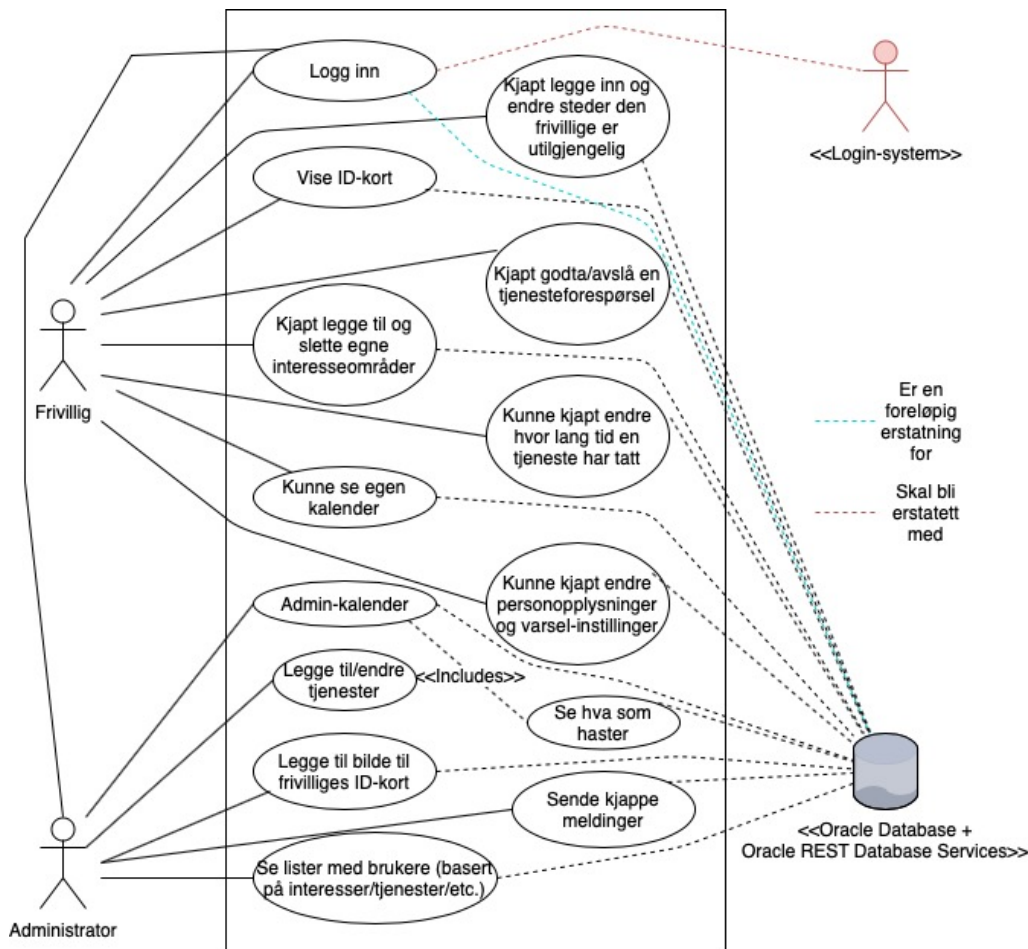 Logg inn
Kjapt legge inn og
endre steder den
frivillige er
utilgjengelig
<<Login-system>>
Vise ID-kort
Kjapt godta/avslå en
tjenesteforespørsel
Kjapt legge til og
slette egne
interesseområder
Frivillig
Kunne kjapt endre
hvor lang tid en
tjeneste har tatt
Er en
foreløpig
erstatning
for
Kunne se egen
kalender
Skal bli
erstatett
med
Admin-kalender
Kunne kjapt endre
personopplysninger
og varsel-instillinger
Legge til/endre
tjenester
<<Includes>>
Se hva som
haster
Legge til bilde til
frivilliges ID-kort
Sende kjappe
meldinger
<<Oracle Database +
Oracle REST Database Services>>
Se lister med brukere (basert
på interesser/tjenester/etc.)
Administrator